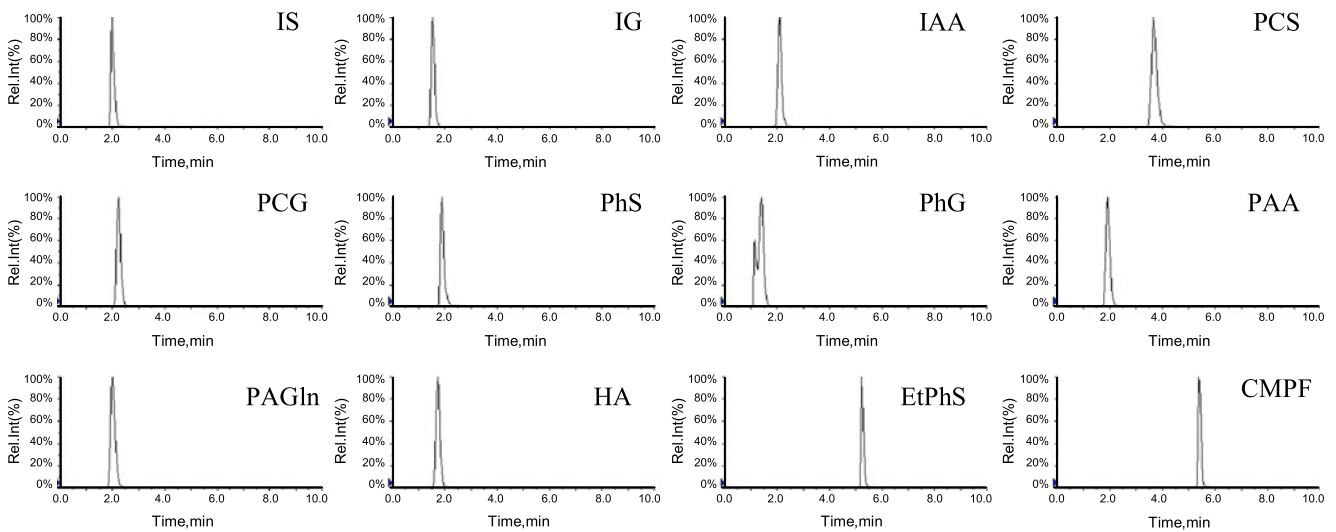 100% 80% 60% 40% 20% 0% Rel.Int(%) IS
0.0 2.0 4.0 6.0 8.0 10.0
Time,min
100% 80% 60% 40% 20% 0% Rel.Int(%) IG
0.0 2.0 4.0 6.0 8.0 10.0
Time,min
100% 80% 60% 40% 20% 0% Rel.Int(%) IAA
0.0 2.0 4.0 6.0 8.0 10.0
Time,min
100% 80% 60% 40% 20% 0% Rel.Int(%) PCS
0.0 2.0 4.0 6.0 8.0 10.0
Time,min
100% 80% 60% 40% 20% 0% Rel.Int(%) PCG
0.0 2.0 4.0 6.0 8.0 10.0
Time,min
100% 80% 60% 40% 20% 0% Rel.Int(%) PhS
0.0 2.0 4.0 6.0 8.0 10.0
Time,min
100% 80% 60% 40% 20% 0% Rel.Int(%) PhG
0.0 2.0 4.0 6.0 8.0 10.0
Time,min
100% 80% 60% 40% 20% 0% Rel.Int(%) PAA
0.0 2.0 4.0 6.0 8.0 10.0
Time,min
100% 80% 60% 40% 20% 0% Rel.Int(%) PAGln
0.0 2.0 4.0 6.0 8.0 10.0
Time,min
100% 80% 60% 40% 20% 0% Rel.Int(%) HA
0.0 2.0 4.0 6.0 8.0 10.0
Time,min
100% 80% 60% 40% 20% 0% Rel.Int(%) EtPhS
0.0 2.0 4.0 6.0 8.0 10.0
Time,min
100% 80% 60% 40% 20% 0% Rel.Int(%) CMPF
0.0 2.0 4.0 6.0 8.0 10.0
Time,min